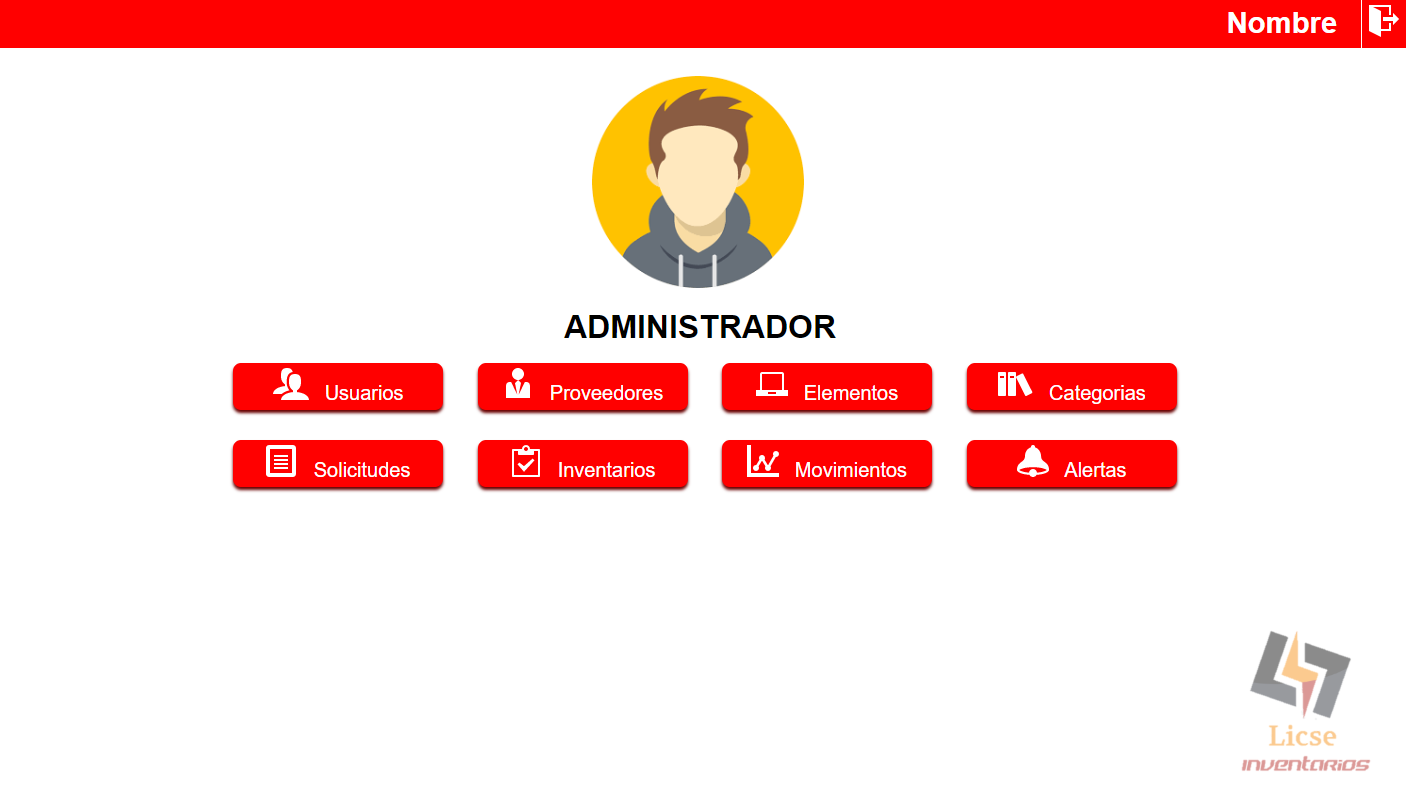 Nombre
ADMINISTRADOR
Usuarios
Proveedores
Elementos
Categorias
Solicitudes
Inventarios
Movimientos
Alertas
Licse
inventarios